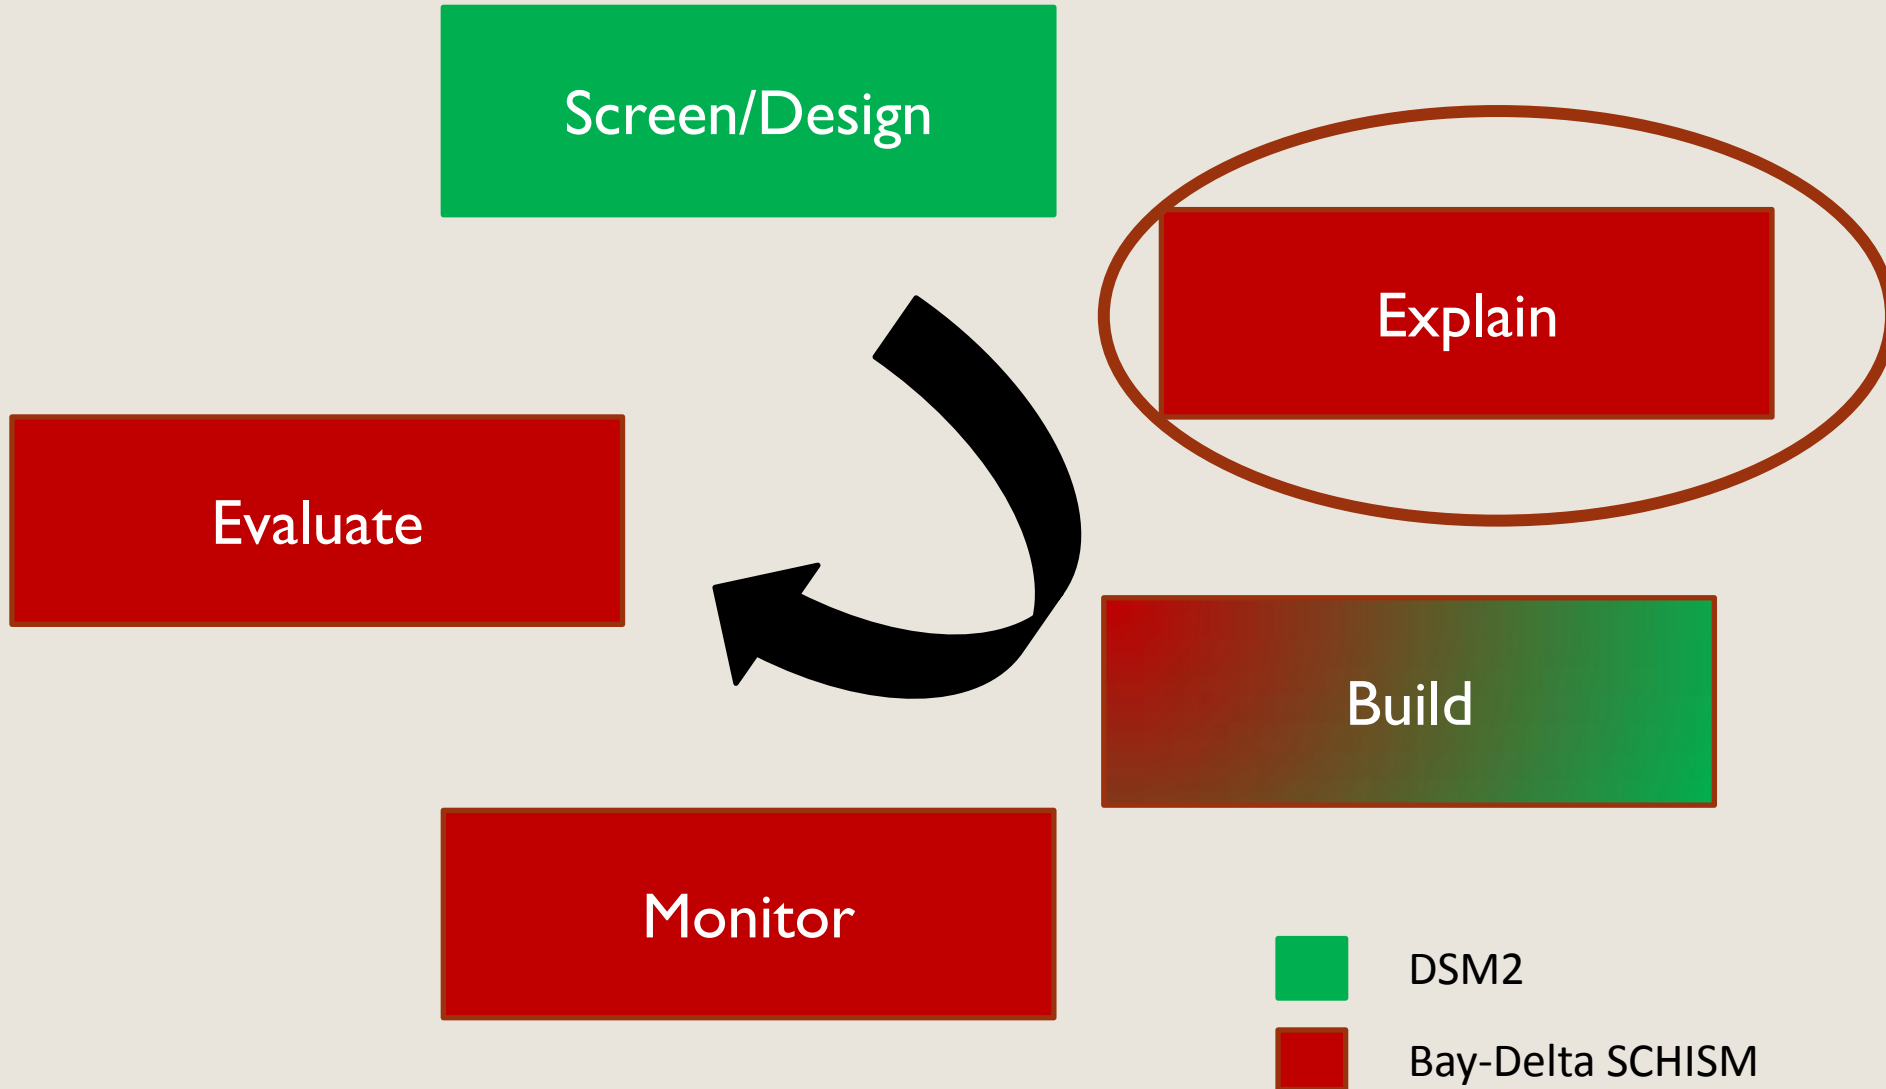 Screen/Design
Explain
Evaluate
Build
Monitor
DSM2
Bay-Delta SCHISM